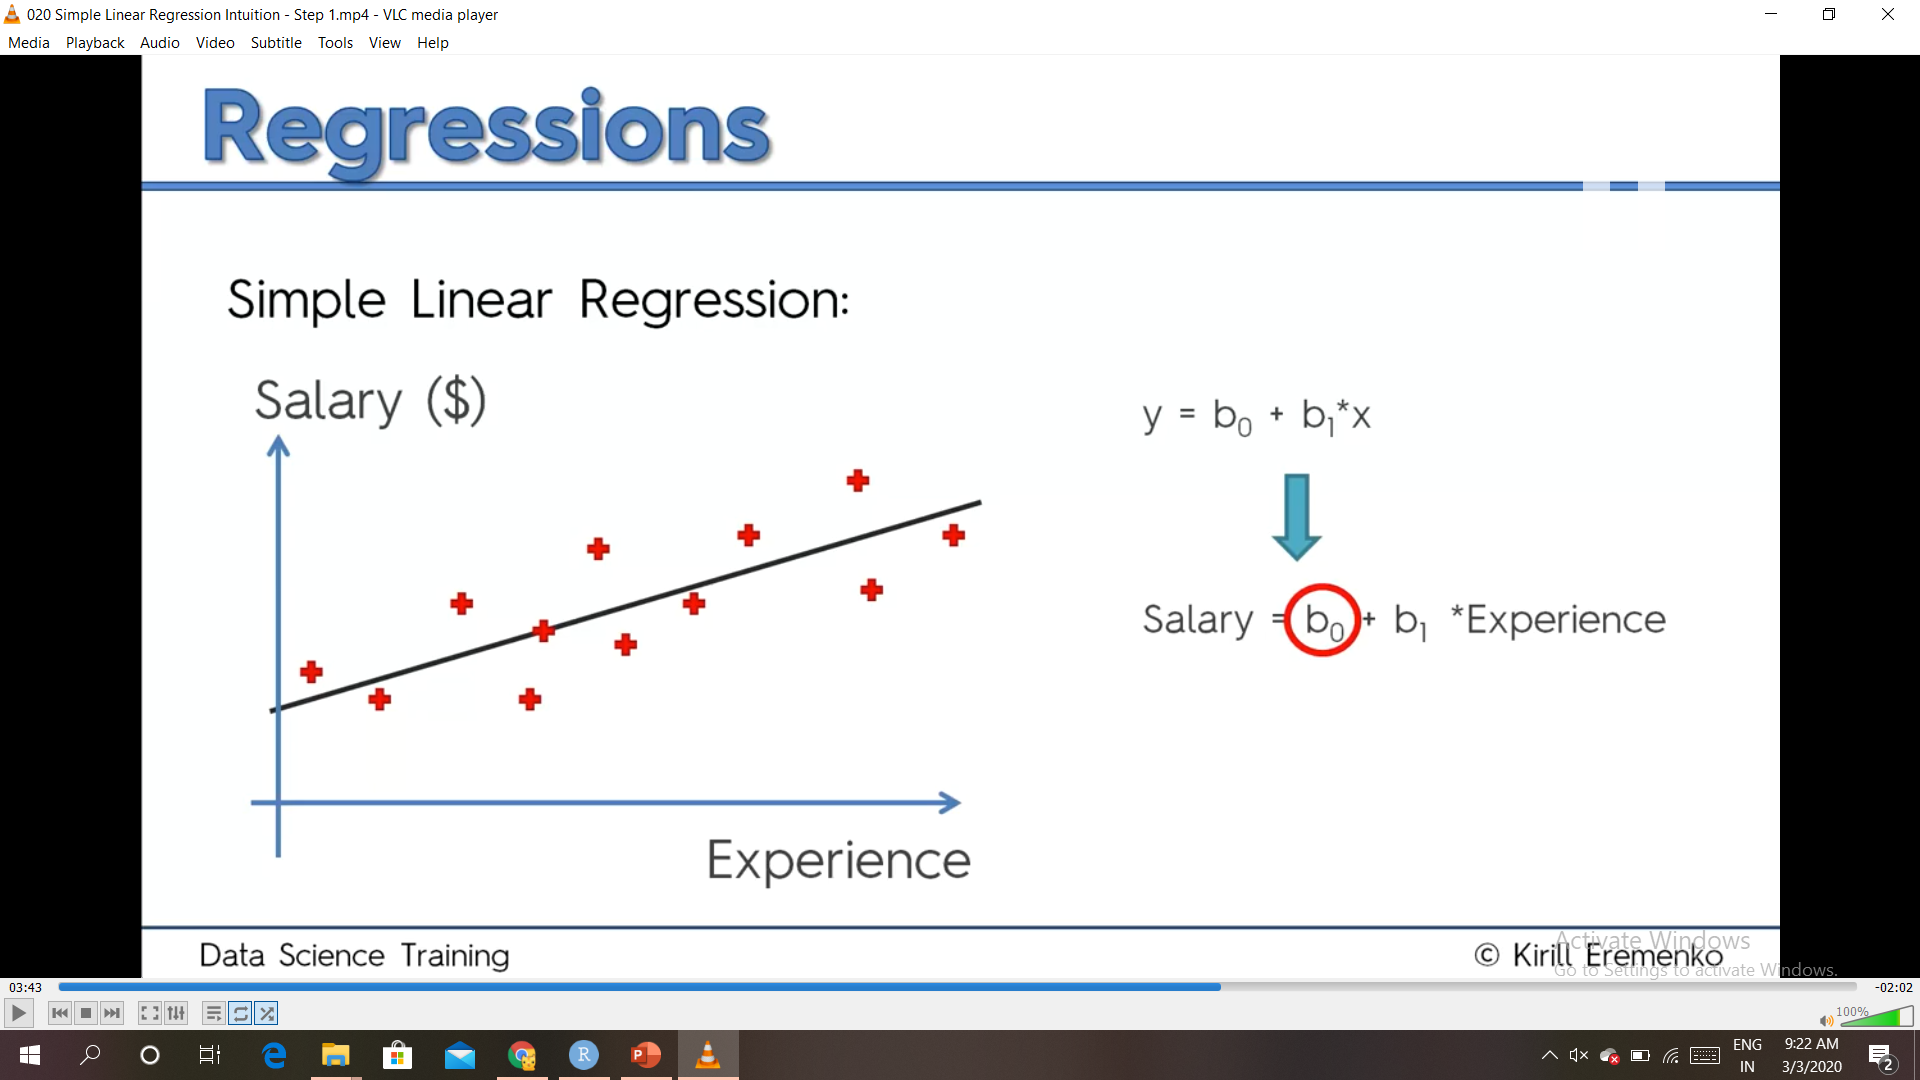 020 Simple Linear Regression Intuition - Step 1.mp4 - VLC media player
Media Playback Audio Video Subtitle Tools View Help
Regressions
Simple Linear Regression:
Salary ($)
y = b₀ + b₁*x
Salary = b₀ + b₁ *Experience
Experience
Data Science Training
© Kirill Eremenko
Activate Windows
Go to Settings to activate Windows.
03:43
-02:02
100%
R
P
ENG
IN
9:22 AM
3/3/2020
2